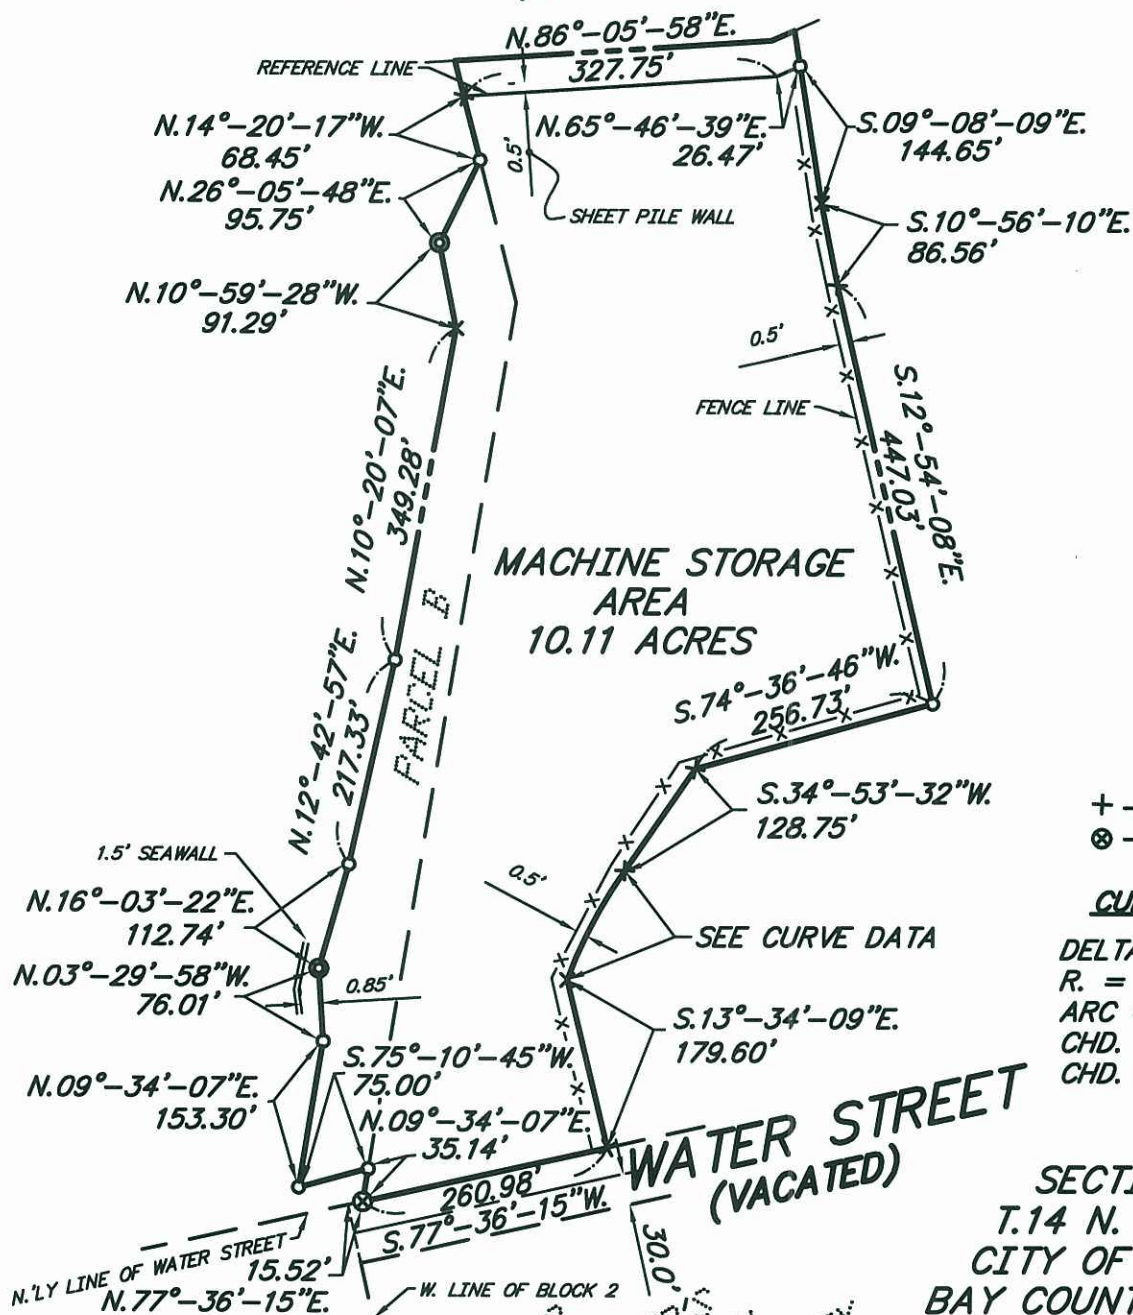 N.86°-05'-58"E.
327.75'
REFERENCE LINE
N.14°-20'-17"W.
68.45'
N.65°-46'-39"E.
26.47'
0.5'
S.09°-08'-09"E.
144.65'
N.26°-05'-48"E.
95.75'
SHEET PILE WALL
S.10°-56'-10"E.
86.56'
N.10°-59'-28"W.
91.29'
0.5'
FENCE LINE
S.12°-54'-08"E.
447.03'
N.10°-20'-07"E.
349.28'
MACHINE STORAGE
AREA
10.11 ACRES
PARCEL B
S.74°-36'-46"W.
256.73'
N.12°-42'-57"E.
217.33'
S.34°-53'-32"W.
128.75'
1.5' SEAWALL
0.5'
N.16°-03'-22"E.
112.74'
SEE CURVE DATA
N.03°-29'-58"W.
76.01'
0.85'
S.13°-34'-09"E.
179.60'
S.75°-10'-45"W.
75.00'
N.09°-34'-07"E.
153.30'
N.09°-34'-07"E.
35.14'
WATER STREET
(VACATED)
260.98'
S.77°-36'-15"W.
30.0'
N.'LY LINE OF WATER STREET
15.52'
N.77°-36'-15"E.
W. LINE OF BLOCK 2
DELTA
R. =
ARC
CHD.
CHD.
T.14 N.
CITY OF
BAY